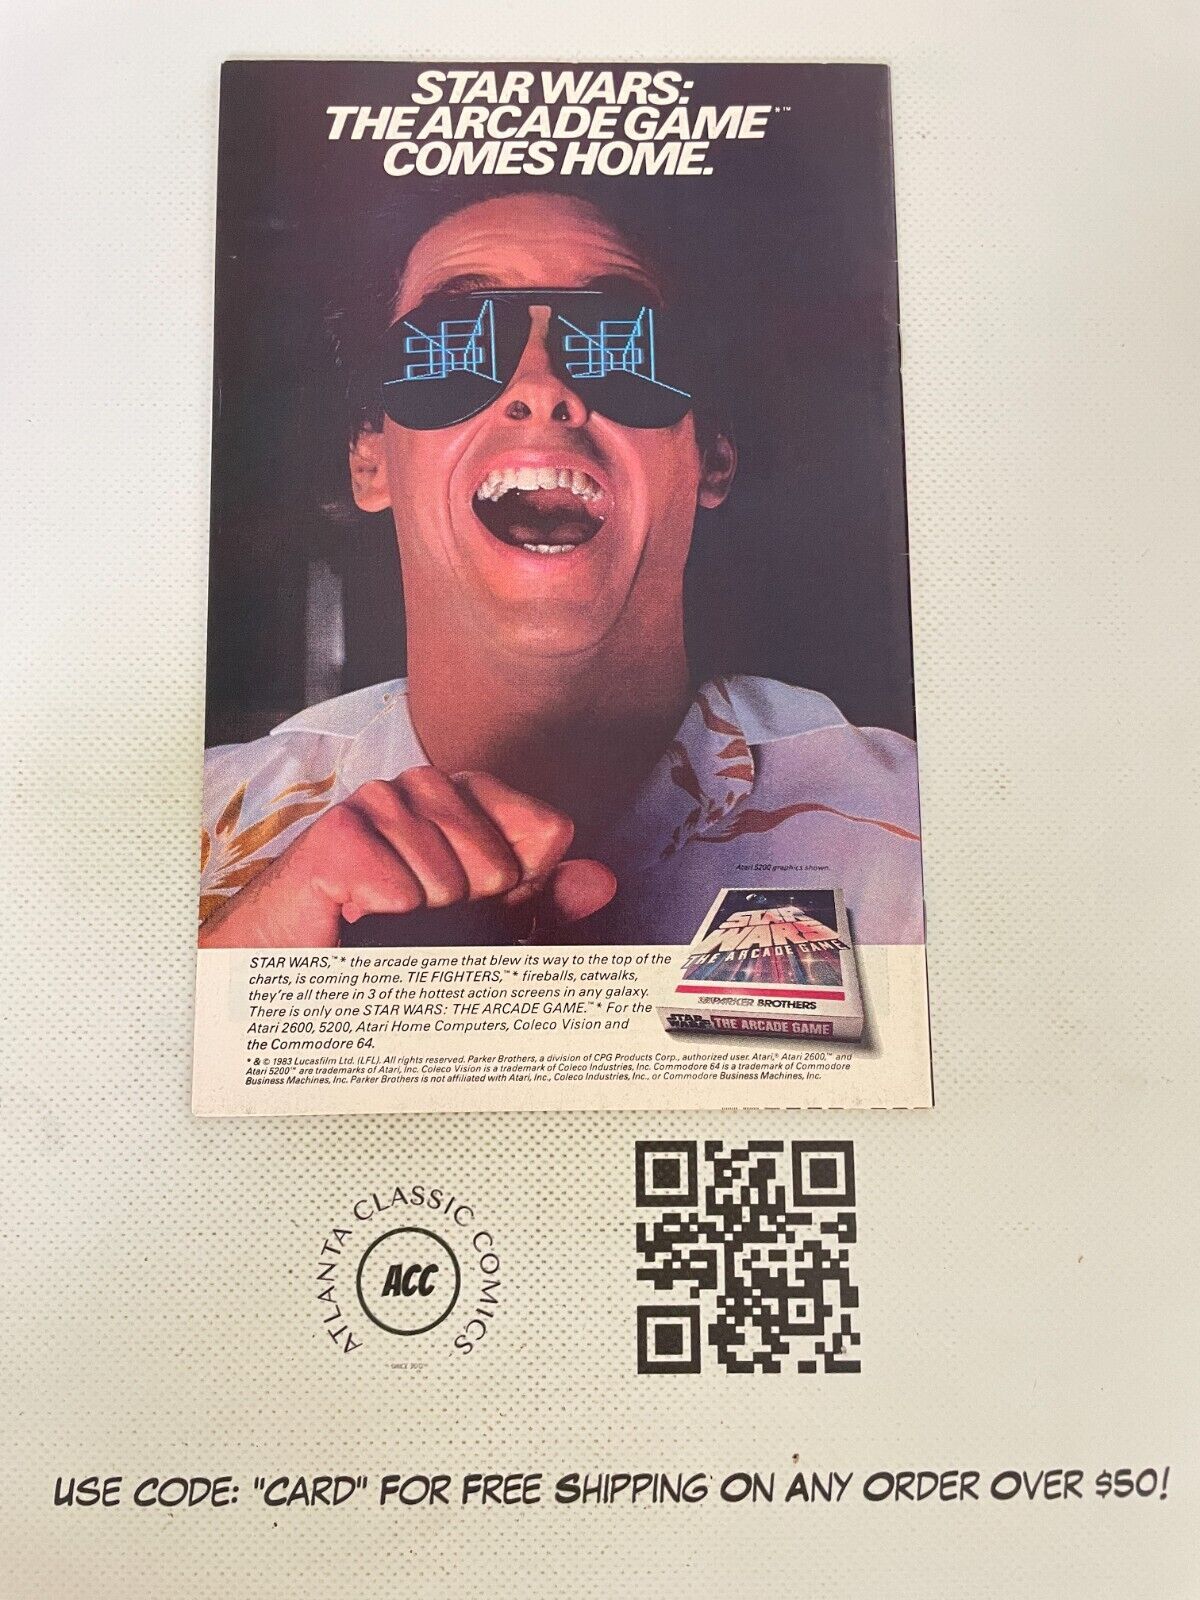 STAR WARS:
THE ARCADE GAME*™
COMES HOME.
Atari 5200 graphics shown.
STAR WARS
THE ARCADE GAME
PARKER BROTHERS
STAR WARS THE ARCADE GAME
STAR WARS,™* the arcade game that blew its way to the top of the
charts, is coming home. TIE FIGHTERS,™* fireballs, catwalks,
they're all there in 3 of the hottest action screens in any galaxy.
There is only one STAR WARS: THE ARCADE GAME.™* For the
Atari 2600, 5200, Atari Home Computers, Coleco Vision and
the Commodore 64.
* & © 1983 Lucasfilm Ltd. (LFL). All rights reserved. Parker Brothers, a division of CPG Products Corp., authorized user. Atari,® Atari 2600,™ and
Atari 5200™ are trademarks of Atari, Inc. Coleco Vision is a trademark of Coleco Industries, Inc. Commodore 64 is a trademark of Commodore
Business Machines, Inc. Parker Brothers is not affiliated with Atari, Inc., Coleco Industries, Inc., or Commodore Business Machines, Inc.
ATLANTA CLASSIC COMICS
ACC
USE CODE: "CARD" FOR FREE SHIPPING ON ANY ORDER OVER $50!